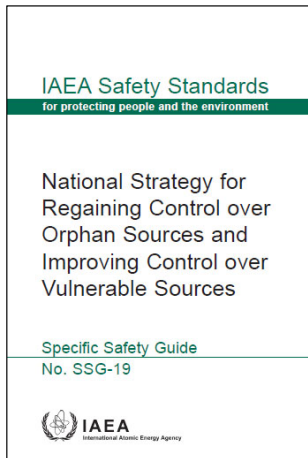 IAEA Safety Standards
for protecting people and the environment
National Strategy for
Regaining Control over
Orphan Sources and
Improving Control over
Vulnerable Sources
Specific Safety Guide
No. SSG-19
IAEA
International Atomic Energy Agency